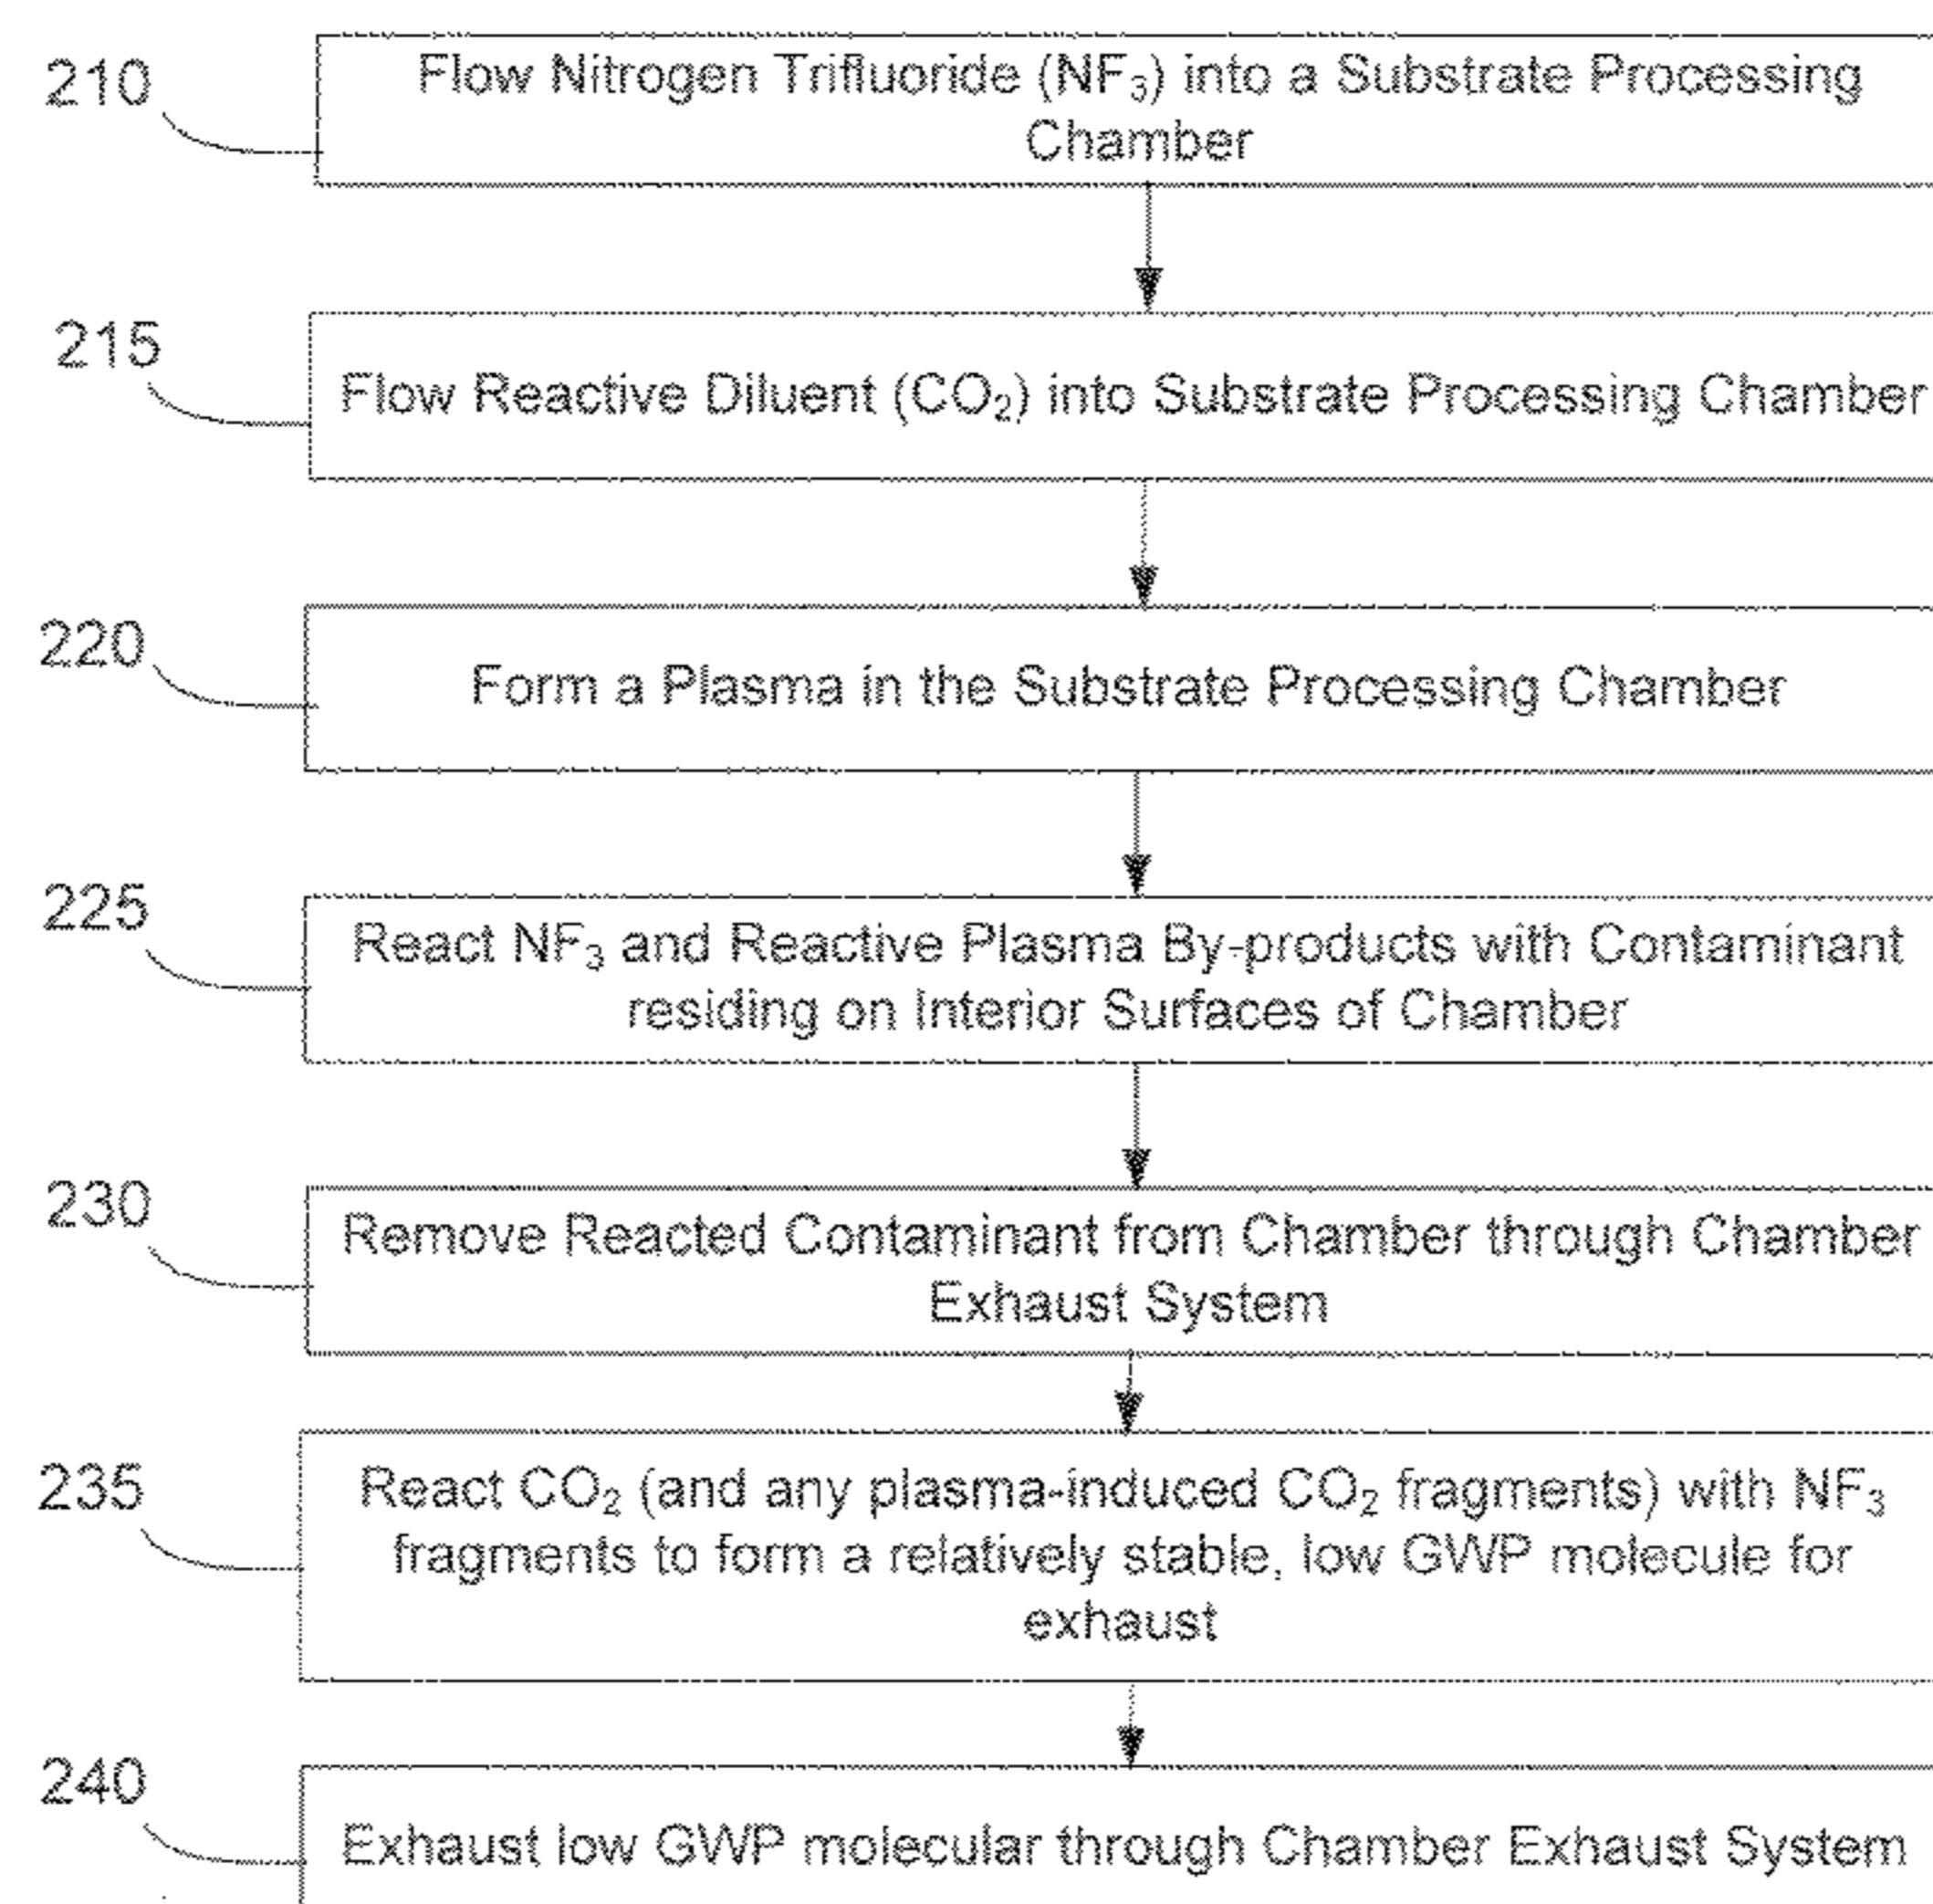 210
Flow Nitrogen Trifluoride (NF₃) into a Substrate Processing
Chamber
215
Flow Reactive Diluent (CO₂) into Substrate Processing Chamber
220
Form a Plasma in the Substrate Processing Chamber
225
React NF₃ and Reactive Plasma By-products with Contaminant
residing on Interior Surfaces of Chamber
230
Remove Reacted Contaminant from Chamber through Chamber
Exhaust System
235
React CO₂ (and any plasma-induced CO₂ fragments) with NF₃
fragments to form a relatively stable, low GWP molecule for
exhaust
240
Exhaust low GWP molecular through Chamber Exhaust System